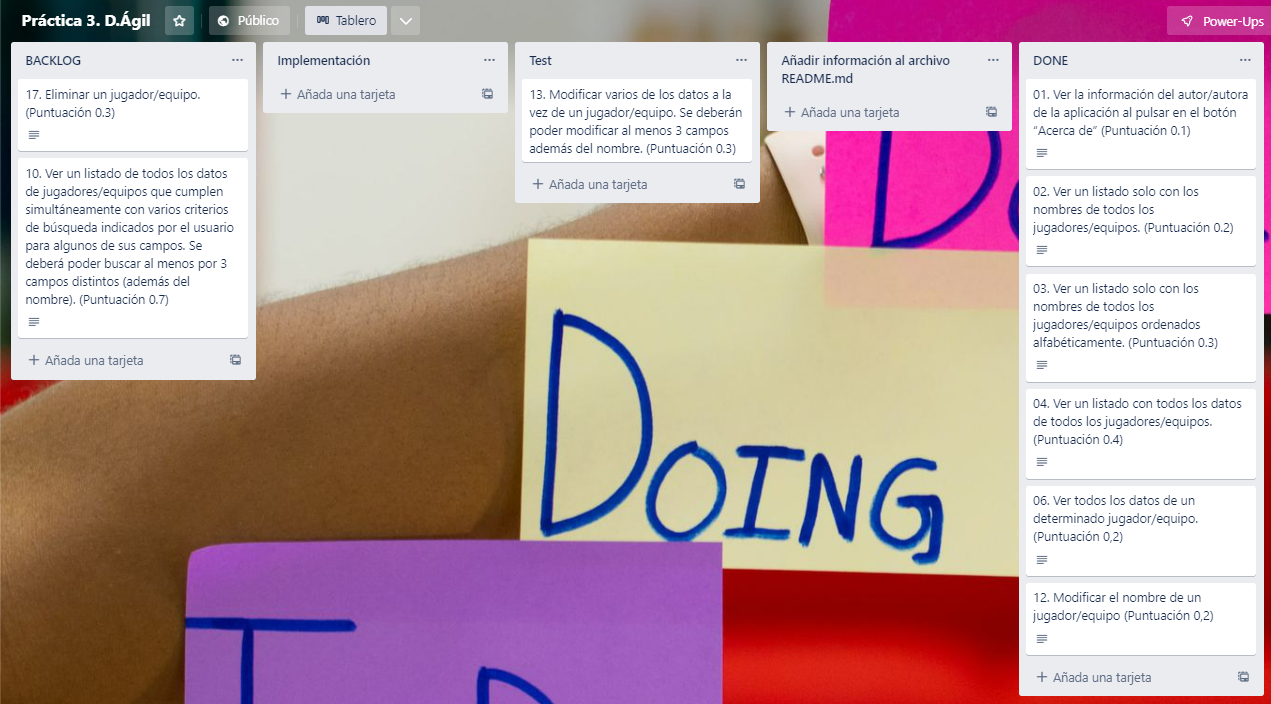 Práctica 3. D.Ágil
Público
Tablero
Power-Ups
BACKLOG
17. Eliminar un jugador/equipo.
(Puntuación 0.3)
10. Ver un listado de todos los datos
de jugadores/equipos que cumplen
simultáneamente con varios criterios
de búsqueda indicados por el usuario
para algunos de sus campos. Se
deberá poder buscar al menos por 3
campos distintos (además del
nombre). (Puntuación 0.7)
Añada una tarjeta
Implementación
Añada una tarjeta
Test
13. Modificar varios de los datos a la
vez de un jugador/equipo. Se deberán
poder modificar al menos 3 campos
además del nombre. (Puntuación 0.3)
Añada una tarjeta
Añadir información al archivo
README.md
Añada una tarjeta
DONE
01. Ver la información del autor/autora
de la aplicación al pulsar en el botón
“Acerca de” (Puntuación 0.1)
02. Ver un listado solo con los
nombres de todos los
jugadores/equipos. (Puntuación 0.2)
03. Ver un listado solo con los
nombres de todos los
jugadores/equipos ordenados
alfabéticamente. (Puntuación 0.3)
04. Ver un listado con todos los datos
de todos los jugadores/equipos.
(Puntuación 0.4)
06. Ver todos los datos de un
determinado jugador/equipo.
(Puntuación 0,2)
12. Modificar el nombre de un
jugador/equipo (Puntuación 0,2)
Añada una tarjeta
DOING